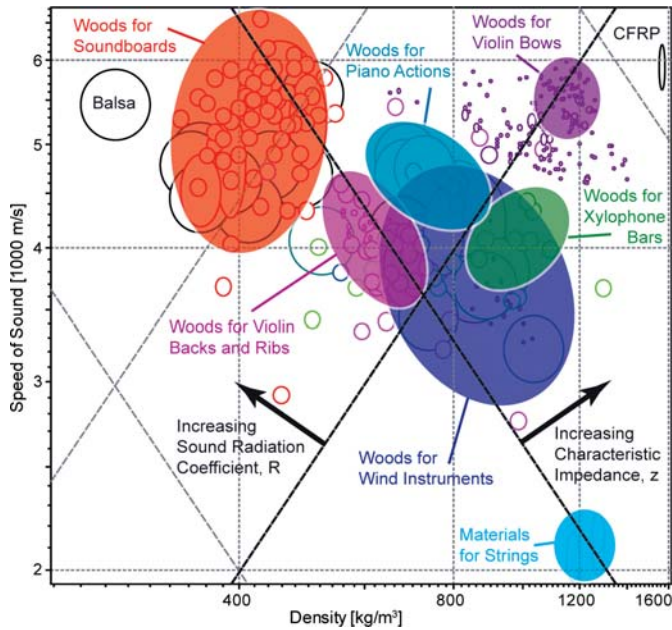 Woods for
Soundboards
Woods for
Piano Actions
Woods for
Violin Bows
CFRP
Balsa
Woods for
Xylophone
Bars
Woods for Violin
Backs and Ribs
Increasing
Sound Radiation
Coefficient, R
Woods for
Wind Instruments
Increasing
Characteristic
Impedance, z
Materials
for Strings
Speed of Sound [1000 m/s]
6
5
4
3
2
400
800
1200
1600
Density [kg/m³]